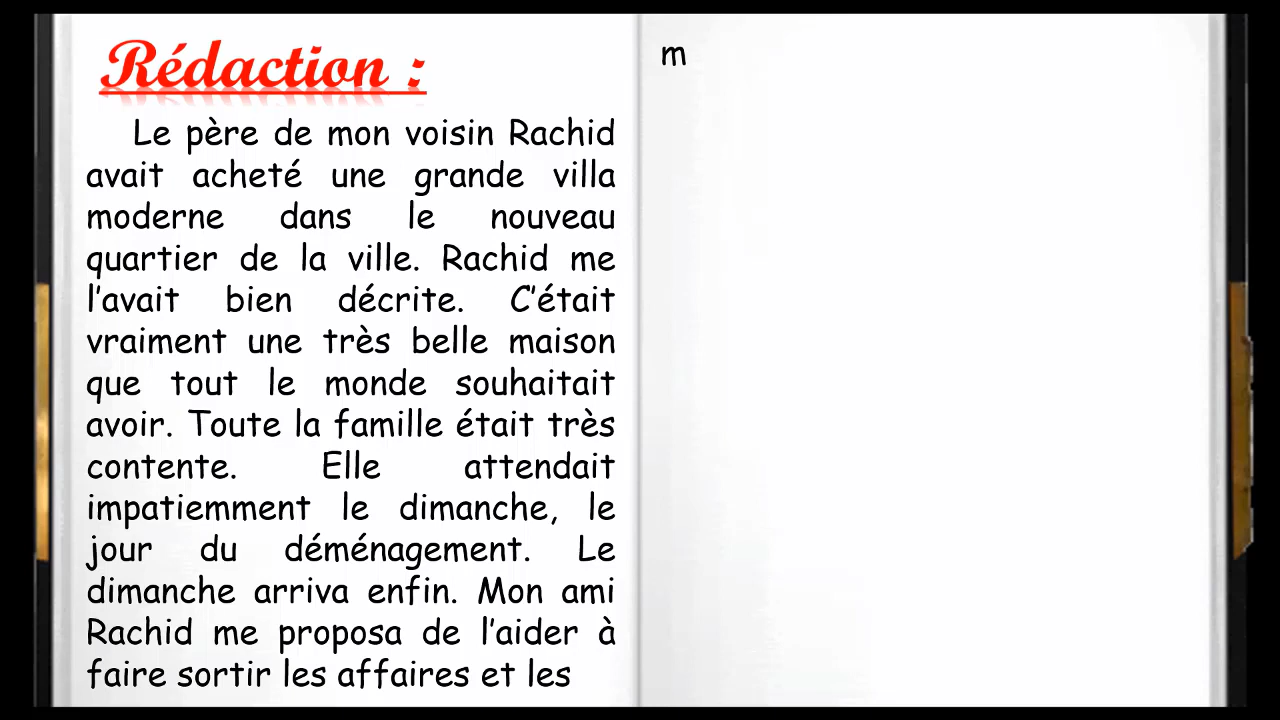 Rédaction :
Le père de mon voisin Rachid
avait acheté une grande villa
moderne dans le nouveau
quartier de la ville. Rachid me
l’avait bien décrite. C’était
vraiment une très belle maison
que tout le monde souhaitait
avoir. Toute la famille était très
contente. Elle attendait
impatiemment le dimanche, le
jour du déménagement. Le
dimanche arriva enfin. Mon ami
Rachid me proposa de l’aider à
faire sortir les affaires et les
m